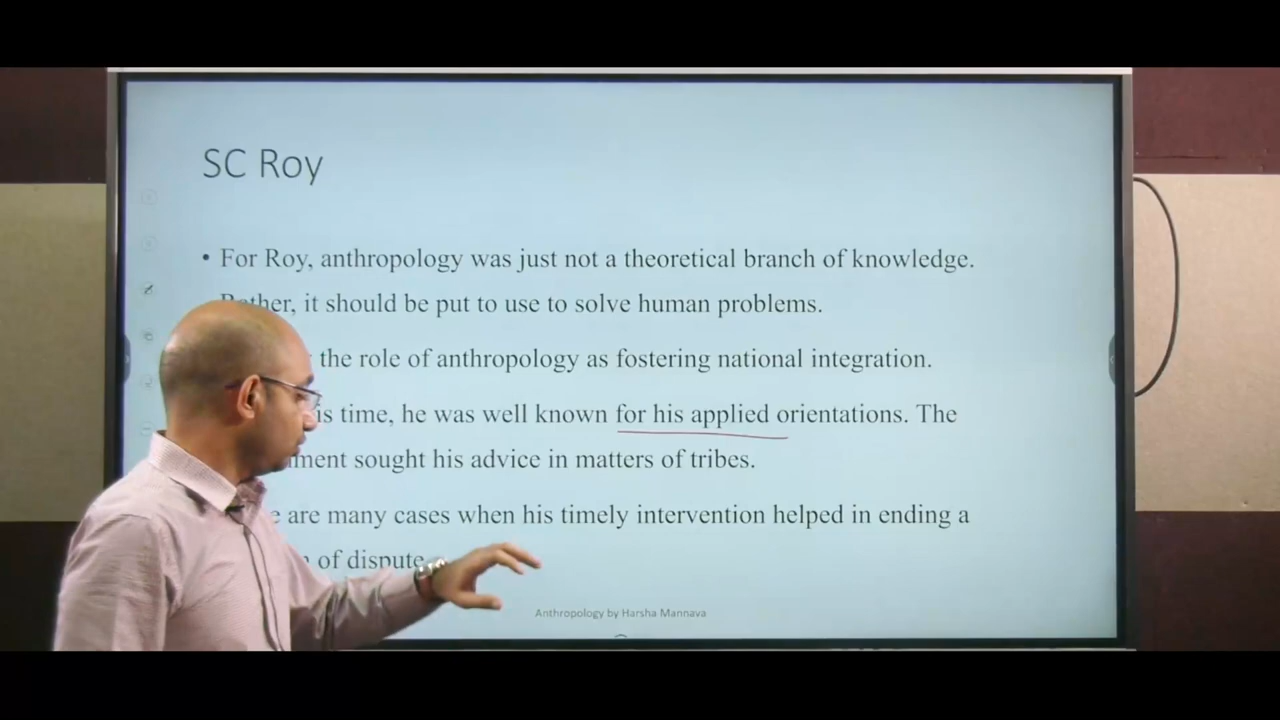 SC Roy
• For Roy, anthropology was just not a theoretical branch of knowledge.
Rather, it should be put to use to solve human problems.
the role of anthropology as fostering national integration.
time, he was well known for his applied orientations. The
sought his advice in matters of tribes.
are many cases when his timely intervention helped in ending a
of dispute.
Anthropology by Harsha Mannava